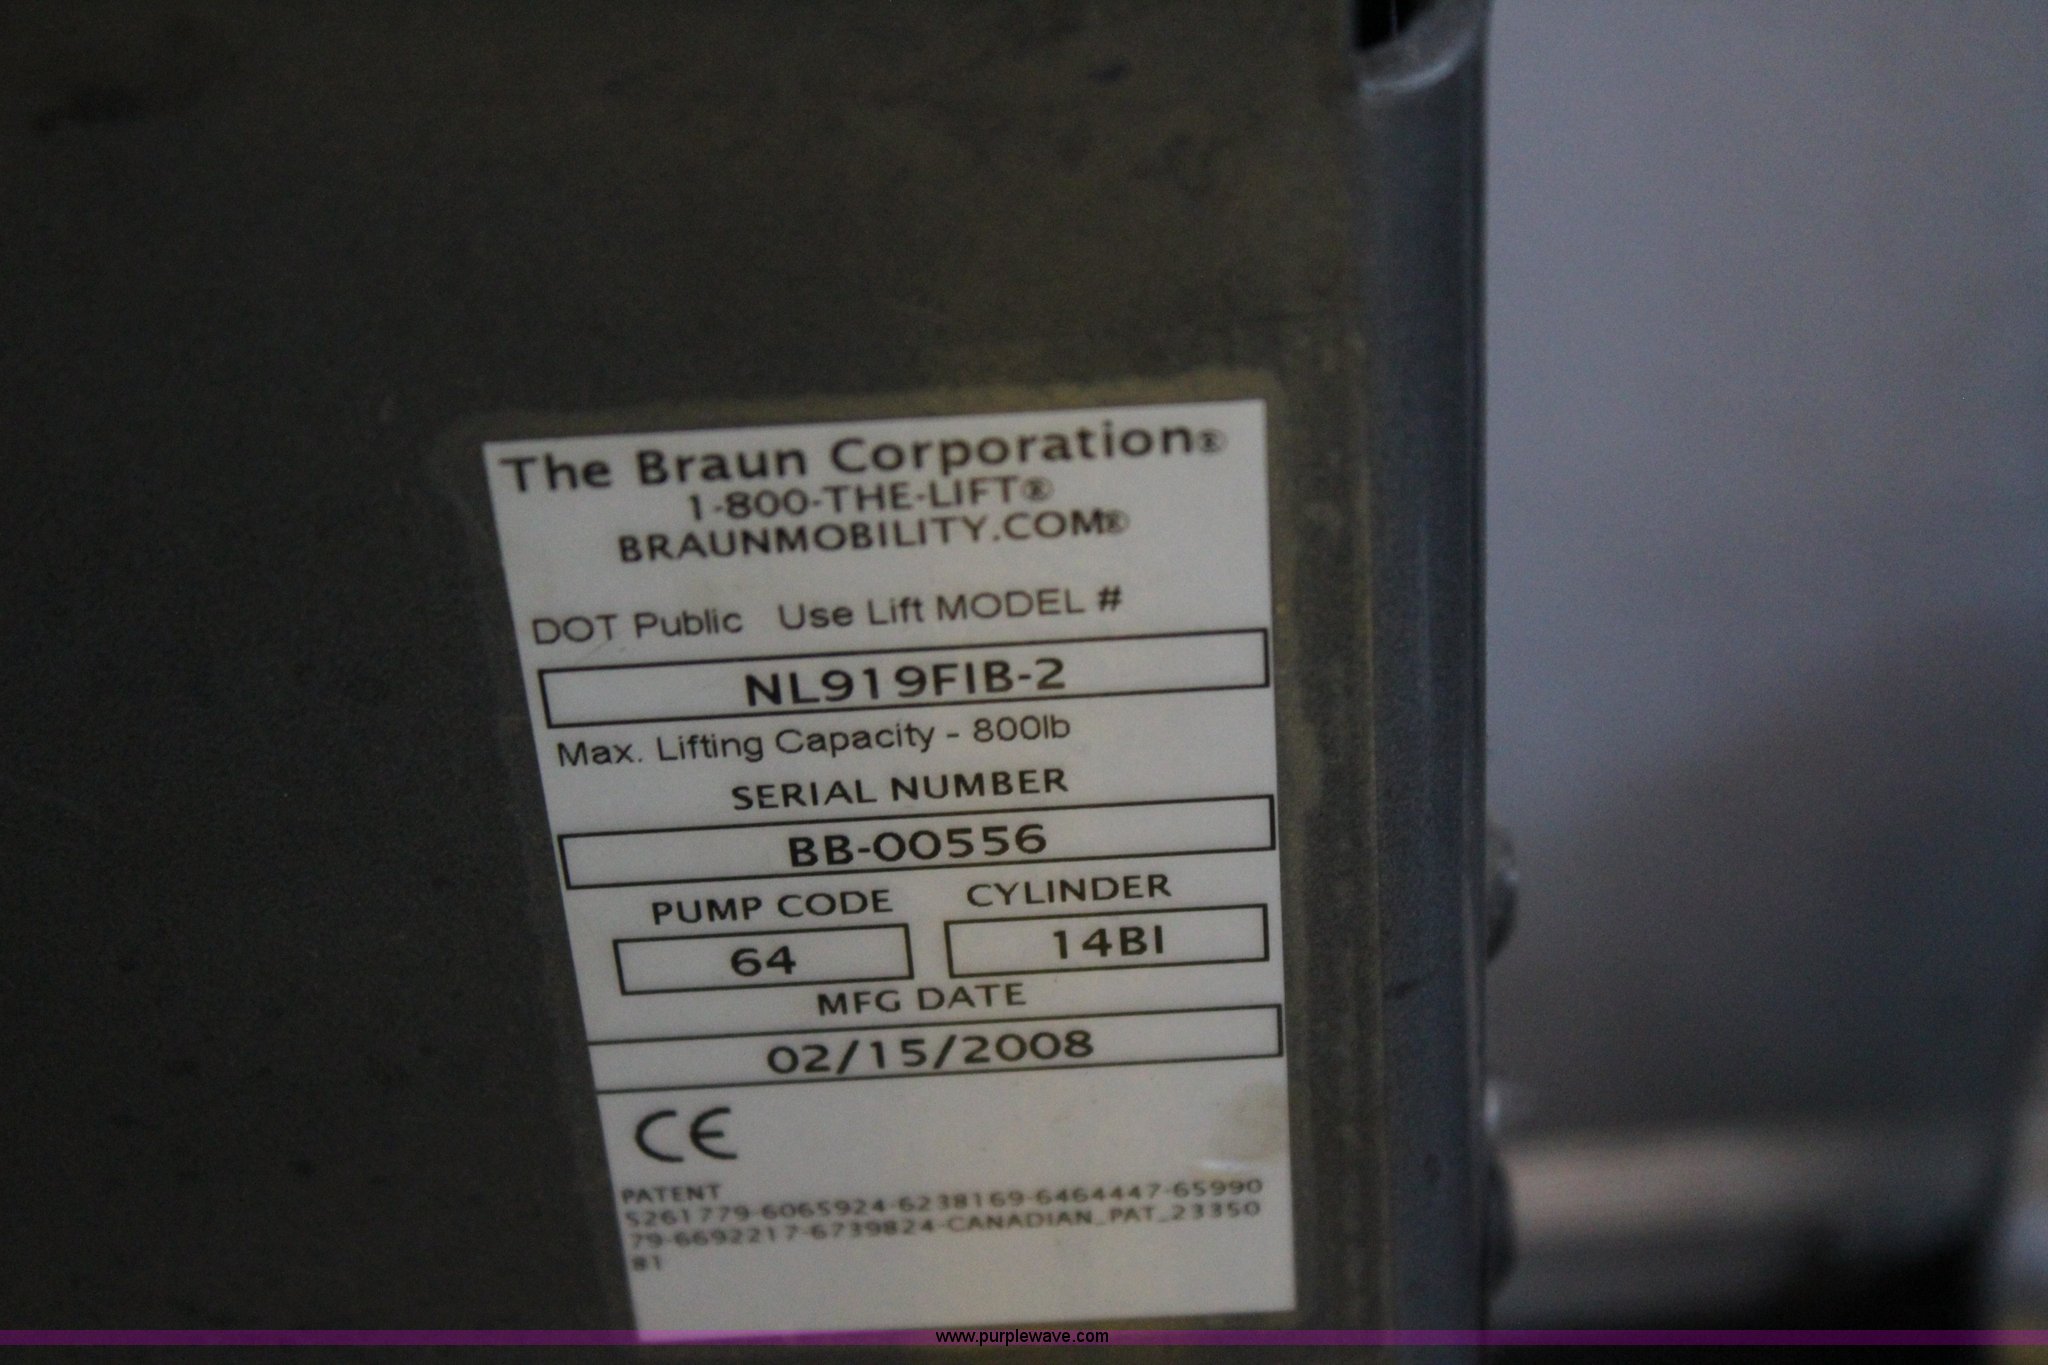 The Braun Corporation®
1-800-THE-LIFT®
BRAUNMOBILITY.COM®
DOT Public Use Lift MODEL #
NL919FIB-2
Max. Lifting Capacity - 800lb
SERIAL NUMBER
BB-00556
PUMP CODE CYLINDER
64 14BI
MFG DATE
02/15/2008
CE
PATENT
5261779-6065924-6238169-6464447-65990
79-6692217-6739824-CANADIAN_PAT_23350
81
www.purplewave.com